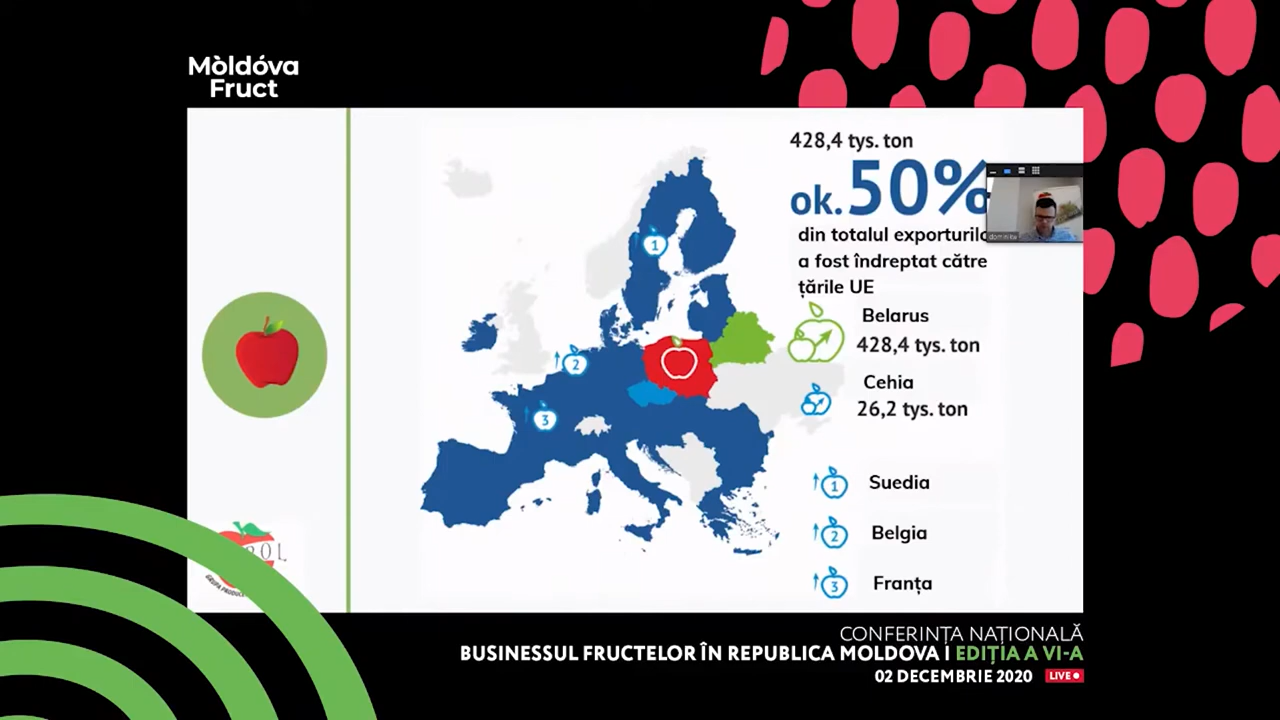 Mòldóva
Fruct
428,4 tys. ton
ok.50%
din totalul exporturilo
a fost îndreptat către
țările UE
Belarus
428,4 tys. ton
Cehia
26,2 tys. ton
1
2
3
1
Suedia
2
Belgia
3
Franța
CONFERINȚA NAȚIONALĂ
BUSINESSUL FRUCTELOR ÎN REPUBLICA MOLDOVA I EDIȚIA A VI-A
02 DECEMBRIE 2020 LIVE